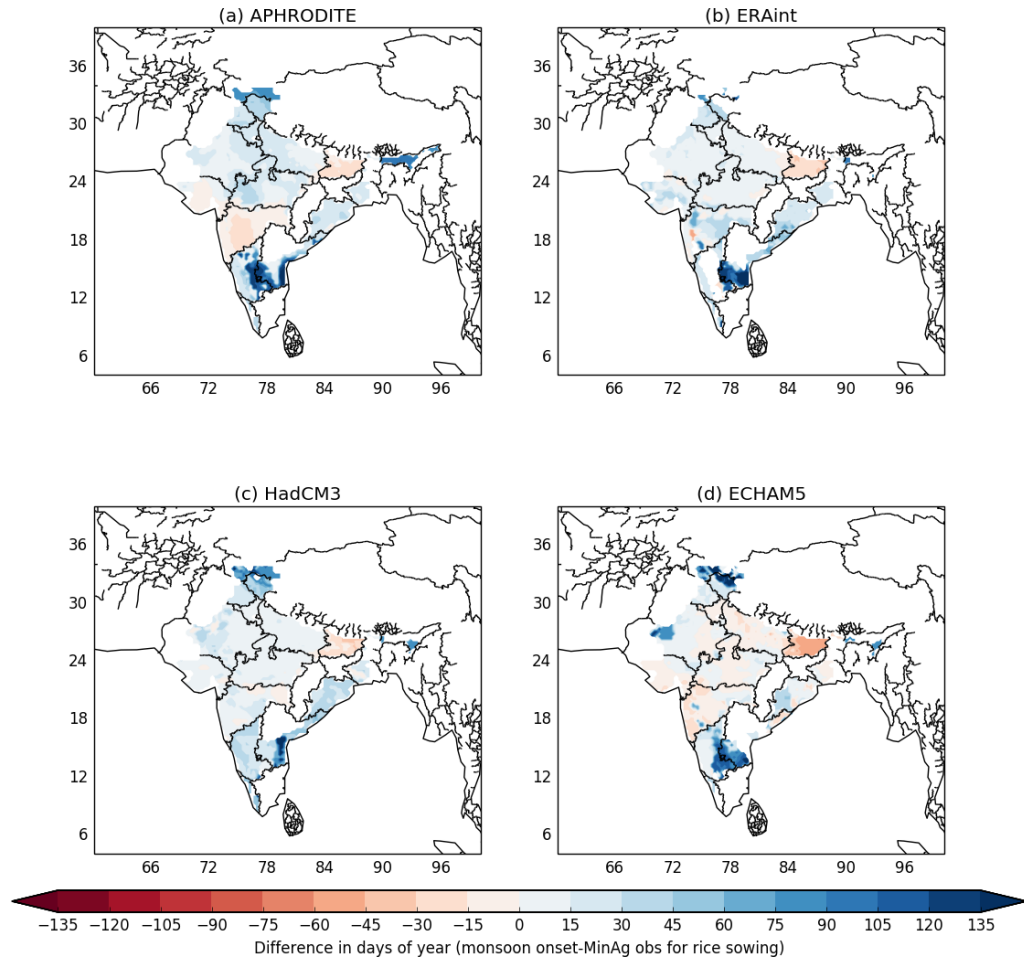 (a) APHRODITE
(b) ERAint
36
30
24
18
12
6
66 72 78 84 90 96
36
30
24
18
12
6
66 72 78 84 90 96
(c) HadCM3
(d) ECHAM5
36
30
24
18
12
6
66 72 78 84 90 96
36
30
24
18
12
6
66 72 78 84 90 96
−135 −120 −105 −90 −75 −60 −45 −30 −15 0 15 30 45 60 75 90 105 120 135
Difference in days of year (monsoon onset-MinAg obs for rice sowing)